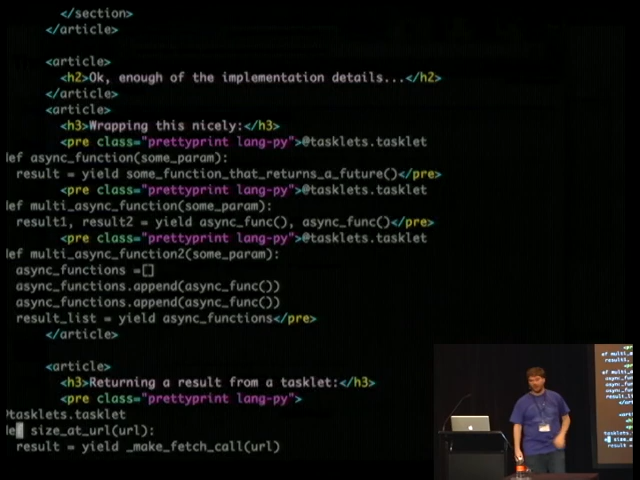 </section>
</article>
<article>
<h2>Ok, enough of the implementation details...</h2>
</article>
<article>
<h3>Wrapping this nicely:</h3>
<pre class="prettyprint lang-py">@tasklets.tasklet
def async_function(some_param):
result = yield some_function_that_returns_a_future()</pre>
<pre class="prettyprint lang-py">@tasklets.tasklet
def multi_async_function(some_param):
result1, result2 = yield async_func(), async_func()</pre>
<pre class="prettyprint lang-py">@tasklets.tasklet
def multi_async_function2(some_param):
async_functions =[]
async_functions.append(async_func())
async_functions.append(async_func())
result_list = yield async_functions</pre>
</article>
<article>
<h3>Returning a result from a tasklet:</h3>
<pre class="prettyprint lang-py">
@tasklets.tasklet
def size_at_url(url):
result = yield _make_fetch_call(url)